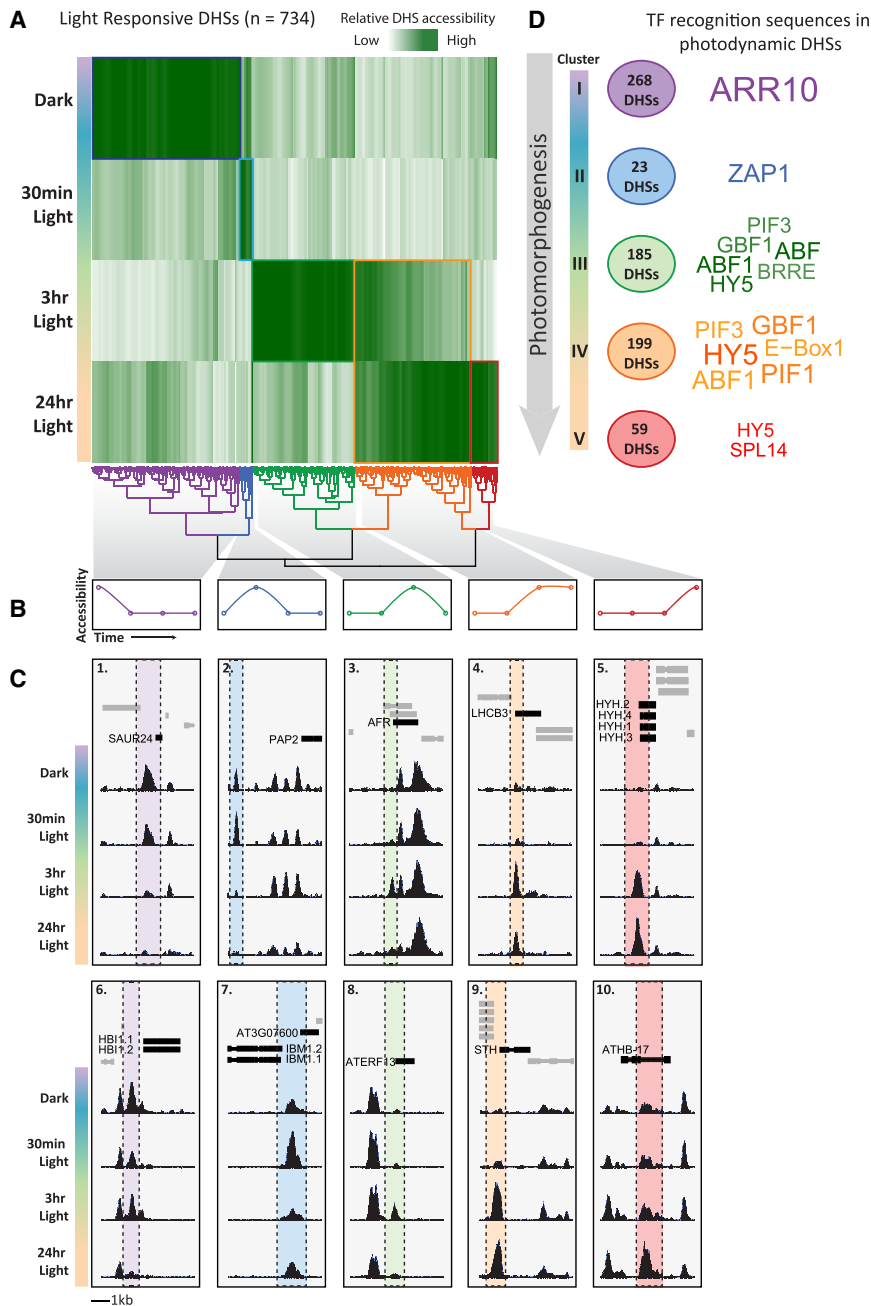 A
Light Responsive DHSs (n = 734)
Relative DHS accessibility
Low
High
Dark
30min
Light
3hr
Light
24hr
Light
D
TF recognition sequences in
photodynamic DHSs
Cluster
Photomorphogenesis
I
268
DHSs
ARR10
II
23
DHSs
ZAP1
III
185
DHSs
PIF3
GBF1
ABF
ABF1
BRRE
HY5
IV
199
DHSs
PIF3
GBF1
HY5
E-Box1
ABF1
PIF1
V
59
DHSs
HY5
SPL14
B
Accessibility
Time
C
1.
SAUR24
2.
PAP2
3.
AFR
4.
LHCB3
5.
HYH.2
HYH.4
HYH.1
HYH.3
Dark
30min
Light
3hr
Light
24hr
Light
6.
HBI1.1
HBI1.2
7.
AT3G07600
IBM1.2
IBM1.1
8.
ATERF13
9.
STH
10.
ATHB-17
Dark
30min
Light
3hr
Light
24hr
Light
1kb